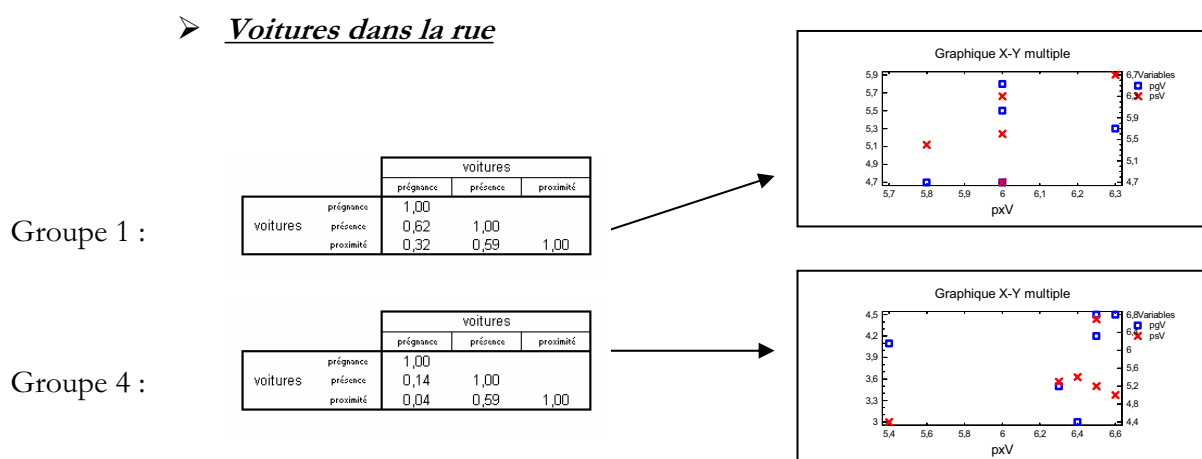 ➢ Voitures dans la rue
Graphique X-Y multiple
5,9
5,7
5,5
5,3
5,1
4,9
4,7
5,7 5,8 5,9 6 6,1 6,2 6,3
pxV
6,7
5,9
5,5
5,1
4,7
Variables
pgV
psV
Groupe 1 :
voitures
prégnance présence proximité
voitures
prégnance 1,00
présence 0,62 1,00
proximité 0,32 0,59 1,00
Graphique X-Y multiple
4,5
4,2
3,9
3,6
3,3
3
5,4 5,6 5,8 6 6,2 6,4 6,6
pxV
6,8
6
5,6
5,2
4,8
4,4
Variables
pgV
psV
Groupe 4 :
voitures
prégnance présence proximité
voitures
prégnance 1,00
présence 0,14 1,00
proximité 0,04 0,59 1,00